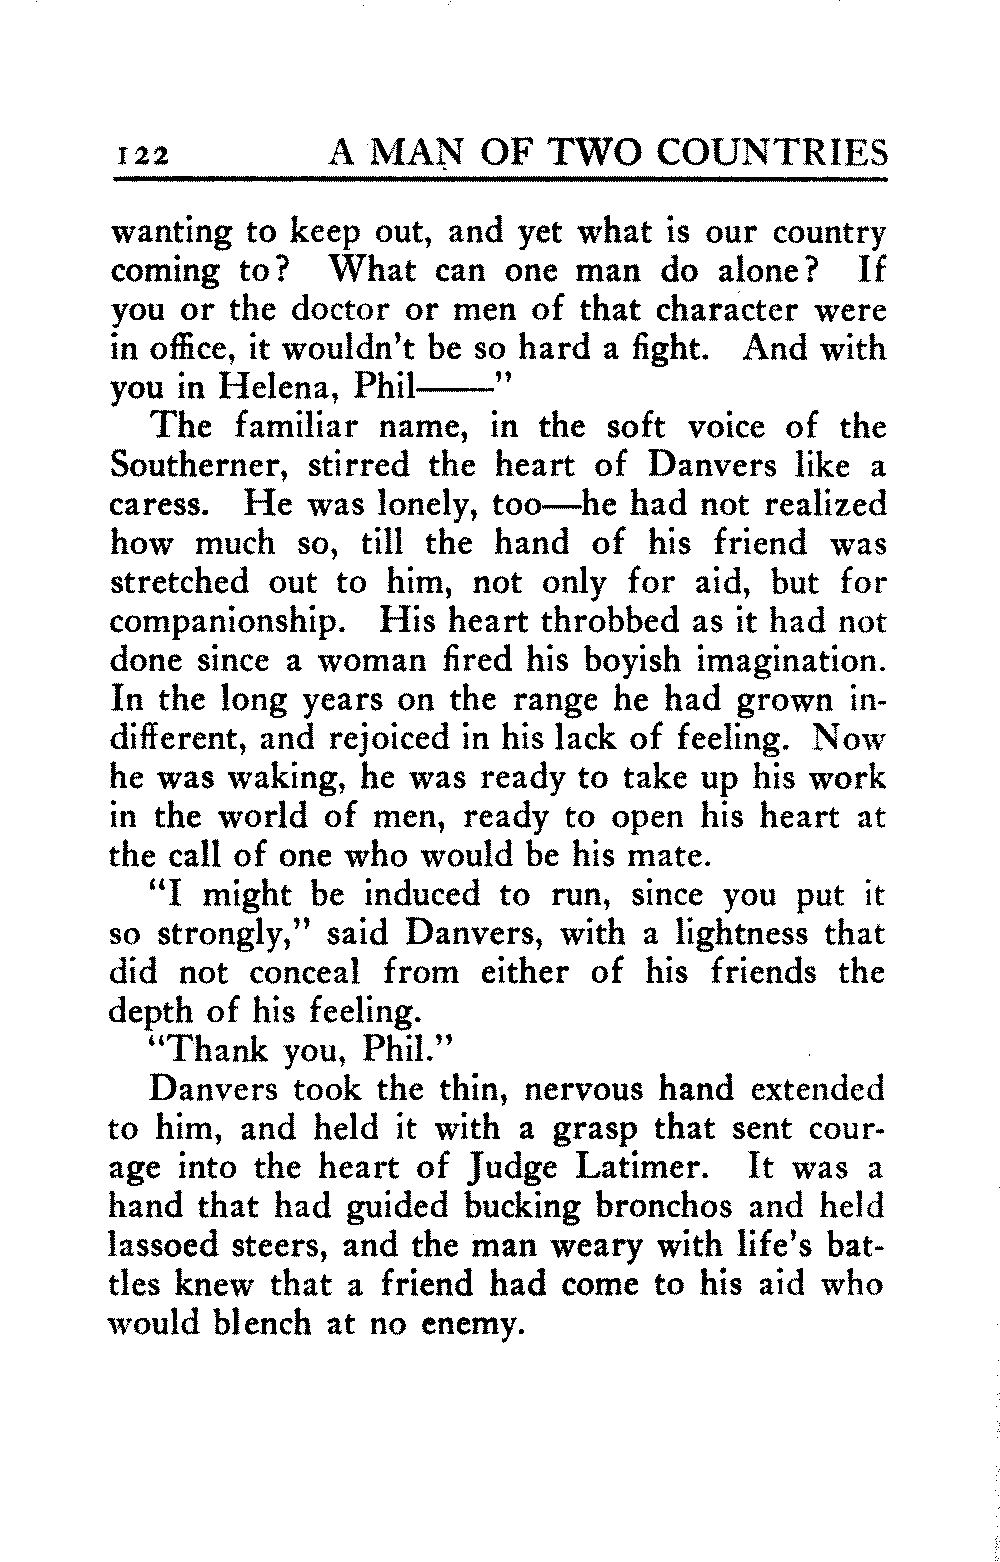 122 A MAN OF TWO COUNTRIES
wanting to keep out, and yet what is our country
coming to? What can one man do alone? If
you or the doctor or men of that character were
in office, it wouldn't be so hard a fight. And with
you in Helena, Phil——"
The familiar name, in the soft voice of the
Southerner, stirred the heart of Danvers like a
caress. He was lonely, too—he had not realized
how much so, till the hand of his friend was
stretched out to him, not only for aid, but for
companionship. His heart throbbed as it had not
done since a woman fired his boyish imagination.
In the long years on the range he had grown in-
different, and rejoiced in his lack of feeling. Now
he was waking, he was ready to take up his work
in the world of men, ready to open his heart at
the call of one who would be his mate.
"I might be induced to run, since you put it
so strongly," said Danvers, with a lightness that
did not conceal from either of his friends the
depth of his feeling.
"Thank you, Phil."
Danvers took the thin, nervous hand extended
to him, and held it with a grasp that sent cour-
age into the heart of Judge Latimer. It was a
hand that had guided bucking bronchos and held
lassoed steers, and the man weary with life's bat-
tles knew that a friend had come to his aid who
would blench at no enemy.